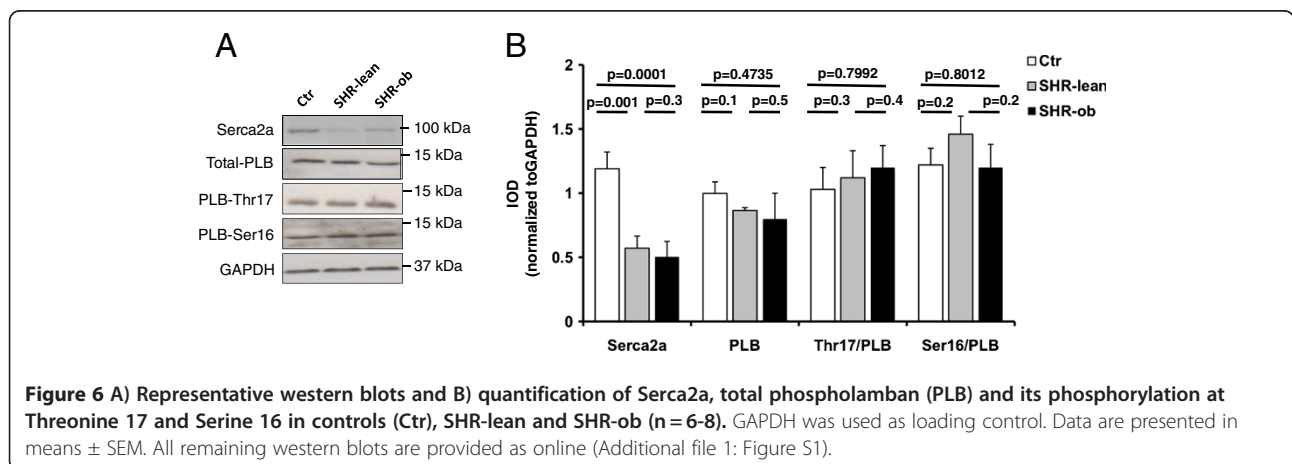 A
Ctr SHR-lean SHR-ob
Serca2a 100 kDa
Total-PLB 15 kDa
PLB-Thr17 15 kDa
PLB-Ser16 15 kDa
GAPDH 37 kDa
B
IOD
(normalized toGAPDH)
2
1.5
1
0.5
0
p=0.0001 p=0.4735 p=0.7992 p=0.8012
p=0.001 p=0.3 p=0.1 p=0.5 p=0.3 p=0.4 p=0.2 p=0.2
Serca2a PLB Thr17/PLB Ser16/PLB
Ctr
SHR-lean
SHR-ob
Figure 6 A) Representative western blots and B) quantification of Serca2a, total phospholamban (PLB) and its phosphorylation at
Threonine 17 and Serine 16 in controls (Ctr), SHR-lean and SHR-ob (n = 6-8). GAPDH was used as loading control. Data are presented in
means ± SEM. All remaining western blots are provided as online (Additional file 1: Figure S1).